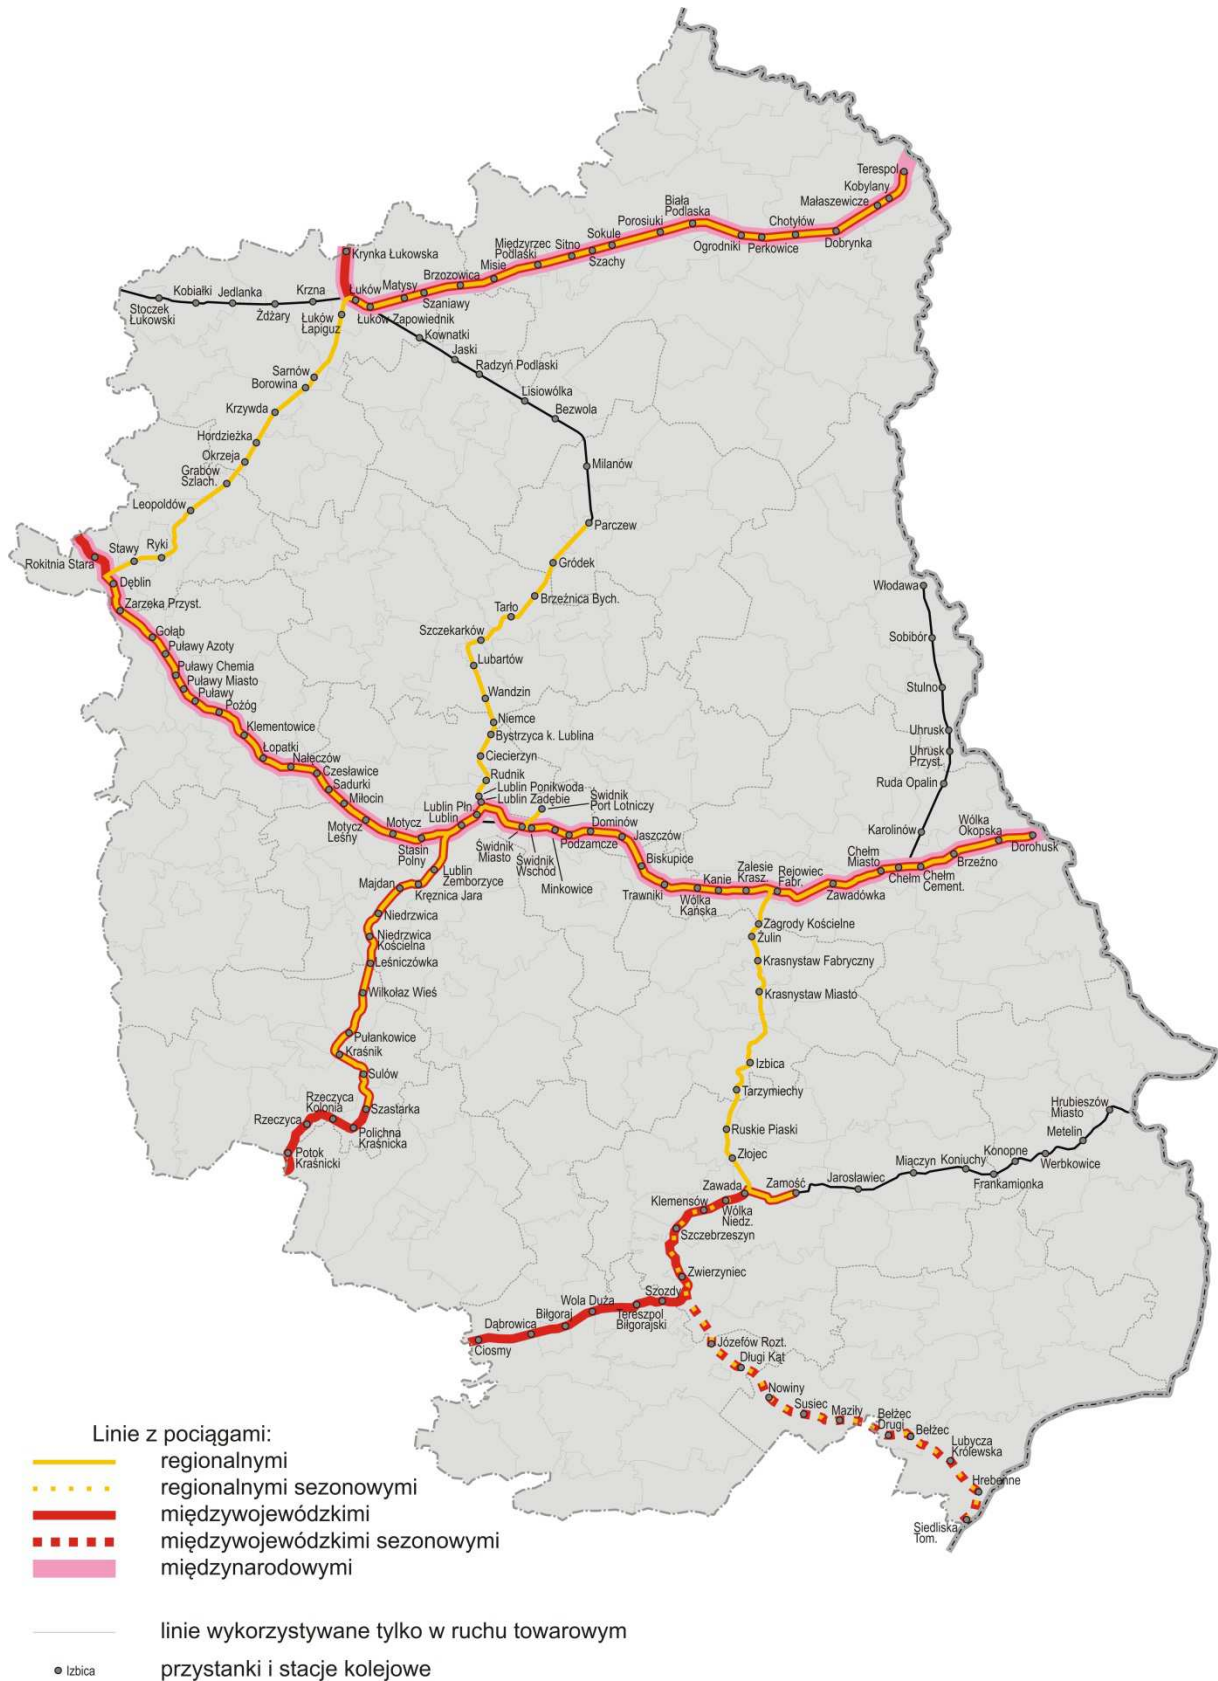 Terespol
Kobylany
Małaszewicze
Biała
Podlaska
Porosiuki
Chotyłów
Sokule
Ogrodniki
Perkowice
Dobrynka
Międzyrzec
Podlaski
Sitno
Szachy
Krynka Łukowska
Misie
Brzozowica
Matysy
Szaniawy
Łuków
Łuków Zapowiednik
Krzna
Kobiałki
Jedlanka
Żdżary
Stoczek
Łukowski
Łuków
Łapiguz
Kownatki
Jaski
Radzyń Podlaski
Lisiowólka
Bezwola
Milanów
Parczew
Sarnów
Borowina
Krzywda
Hordzieżka
Okrzeja
Grabów
Szlach.
Leopoldów
Ryki
Stawy
Rokitnia Stara
Dęblin
Zarzęka Przyst.
Gołąb
Puławy Azoty
Puławy Chemia
Puławy Miasto
Puławy
Pożóg
Klementowice
Łopatki
Nałęczów
Czesławice
Sadurki
Miłocin
Motycz
Leśny
Motycz
Stasin
Polny
Gródek
Brzeźnica Bych.
Tarło
Szczekarków
Lubartów
Wandzin
Niemce
Bystrzyca k. Lublina
Ciecierzyn
Rudnik
Lublin Ponikwoda
Lublin Zadębie
Lublin Płn.
Lublin
Świdnik
Port Lotniczy
Świdnik
Miasto
Świdnik
Wschód
Minkowice
Podzamcze
Dominów
Jaszczów
Biskupice
Trawniki
Wólka
Kańska
Kanie
Zalesie
Krasz.
Rejowiec
Fabr.
Zawadówka
Chełm
Miasto
Chełm
Chełm
Cement.
Brzeźno
Wólka
Okopska
Dorohusk
Włodawa
Sobibór
Stulno
Uhrusk
Uhrusk
Przyst.
Ruda Opalin
Karolinów
Lublin
Zemborzyce
Majdan
Kręznica Jara
Niedrzwica
Niedrzwica
Kościelna
Leśniczówka
Wilkołaz Wieś
Pułankowice
Kraśnik
Sulów
Szastarka
Rzeczyca
Kolonia
Rzeczyca
Polichna
Kraśnicka
Potok
Kraśnicki
Zagrody Kościelne
Żulin
Krasnystaw Fabryczny
Krasnystaw Miasto
Izbica
Tarzymiechy
Ruskie Piaski
Złojec
Zawada
Zamość
Jarosławiec
Miączyn
Koniuchy
Frankamionka
Konopne
Werbkowice
Metelin
Hrubieszów
Miasto
Klemensów
Wólka
Niedz.
Szczebrzeszyn
Zwierzyniec
Szozdy
Tereszpol
Biłgorajski
Wola Duża
Biłgoraj
Dąbrowica
Ciosmy
Józefów Rozt.
Długi Kąt
Nowiny
Susiec
Maziły
Bełżec
Drugi
Bełżec
Lubycza
Królewska
Hrebenne
Siedliska
Tom.
Linie z pociągami:
regionalnymi
regionalnymi sezonowymi
międzywojewódzkimi
międzywojewódzkimi sezonowymi
międzynarodowymi
linie wykorzystywane tylko w ruchu towarowym
Izbica
przystanki i stacje kolejowe